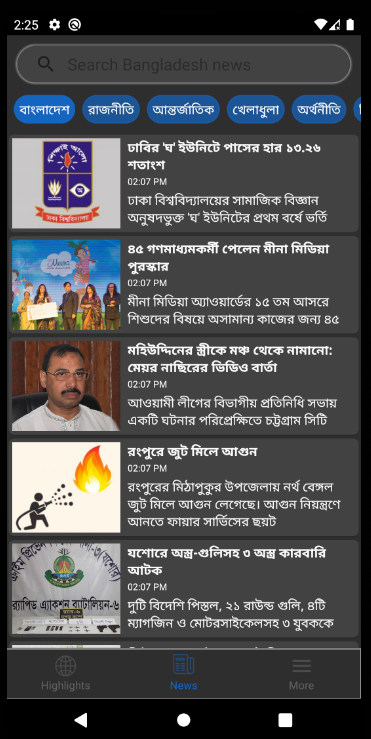 2:25
Search Bangladesh news
বাংলাদেশ রাজনীতি আন্তর্জাতিক খেলাধুলা অর্থনীতি
ঢাবির 'ঘ' ইউনিটে পাসের হার ১৩.২৬
শতাংশ
02:07 PM
ঢাকা বিশ্ববিদ্যালয়ের সামাজিক বিজ্ঞান
অনুষদভুক্ত 'ঘ' ইউনিটের প্রথম বর্ষে ভর্তি
৪৫ গণমাধ্যমকর্মী পেলেন মীনা মিডিয়া
পুরস্কার
02:07 PM
মীনা মিডিয়া অ্যাওয়ার্ডের ১৫ তম আসরে
শিশুদের বিষয়ে অসামান্য কাজের জন্য ৪৫
মহিউদ্দিনের স্ত্রীকে মঞ্চ থেকে নামানো:
মেয়র নাছিরের ভিডিও বার্তা
02:07 PM
আওয়ামী লীগের বিভাগীয় প্রতিনিধি সভায়
একটি ঘটনার পরিপ্রেক্ষিতে চট্টগ্রাম সিটি
রংপুরে জুট মিলে আগুন
02:07 PM
রংপুরের মিঠাপুকুর উপজেলায় নর্থ বেঙ্গল
জুট মিলে আগুন লেগেছে। আগুন নিয়ন্ত্রণে
আনতে ফায়ার সার্ভিসের ছয়ট
যশোরে অস্ত্র-গুলিসহ ৩ অস্ত্র কারবারি
আটক
02:07 PM
দুটি বিদেশি পিস্তল, ২১ রাউন্ড গুলি, ৪টি
ম্যাগজিন ও মোটরসাইকেলসহ ৩ যুবককে
র‍্যাপিড এ্যাকশন ব্যাটালিয়ন-৬
Highlights News More